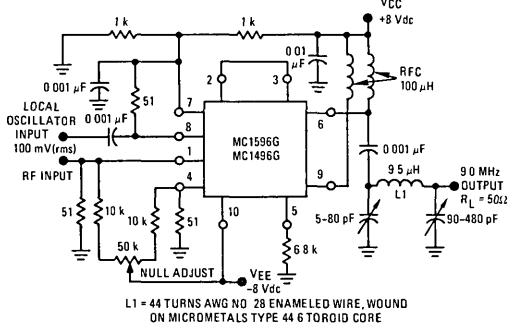 VCC
+8 Vdc
1 k
1 k
0 01
μF
RFC
100 μH
0 001 μF
51
2
3
LOCAL
OSCILLATOR
INPUT
100 mV(rms)
0 001 μF
7
8
1
4
10
5
6
9
MC1596G
MC1496G
RF INPUT
0 001 μF
9 5 μH
L1
9 0 MHz
OUTPUT
RL = 50Ω
5-80 pF
90-480 pF
51
10 k
10 k
51
50 k
6 8 k
NULL ADJUST
VEE
-8 Vdc
L1 = 44 TURNS AWG NO 28 ENAMELED WIRE, WOUND
ON MICROMETALS TYPE 44 6 TOROID CORE